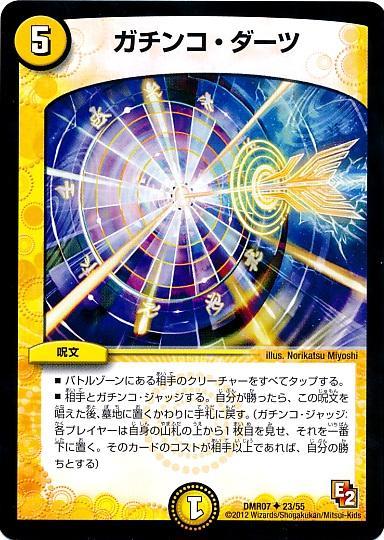 5
ガチンコ・ダーツ
illus. Norikatsu Miyoshi
呪文
■ バトルゾーンにある相手のクリーチャーをすべてタップする。
■ 相手とガチンコ・ジャッジする。自分が勝ったら、この呪文を
唱えた後、墓地に置くかわりに手札に戻す。(ガチンコ・ジャッジ:
各プレイヤーは自身の山札の上から1枚目を見せ、それを一番
下に置く。そのカードのコストが相手以上であれば、自分の勝
ちとする)
1
E2
DMR07 ♦ 23/55
©2012 Wizards/Shogakukan/Mitsui-Kids